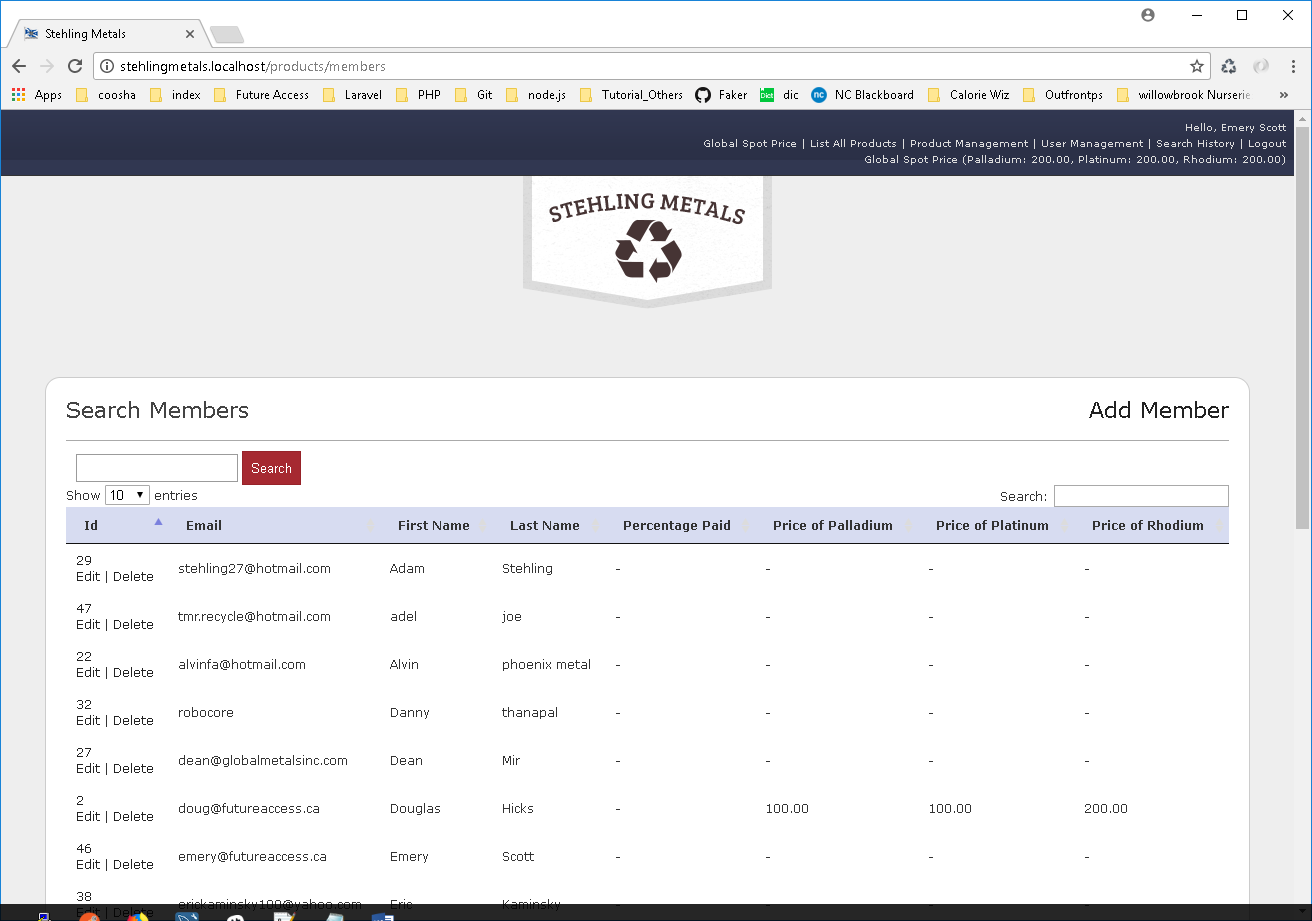 Stehling Metals
stehlingmetals.localhost/products/members
Apps coosha index Future Access Laravel PHP Git node.js Tutorial_Others Faker Diet dic nc NC Blackboard Calorie Wiz Outfrontps willowbrook Nurserie »
Hello, Emery Scott
Global Spot Price | List All Products | Product Management | User Management | Search History | Logout
Global Spot Price (Palladium: 200.00, Platinum: 200.00, Rhodium: 200.00)
STEHLING METALS
Search Members Add Member
Search
Show 10 entries Search:
Id Email First Name Last Name Percentage Paid Price of Palladium Price of Platinum Price of Rhodium
29
Edit | Delete stehling27@hotmail.com Adam Stehling - - - -
47
Edit | Delete tmr.recycle@hotmail.com adel joe - - - -
22
Edit | Delete alvinfa@hotmail.com Alvin phoenix metal - - - -
32
Edit | Delete robocore Danny thanapal - - - -
27
Edit | Delete dean@globalmetalsinc.com Dean Mir - - - -
2
Edit | Delete doug@futureaccess.ca Douglas Hicks - 100.00 100.00 200.00
46
Edit | Delete emery@futureaccess.ca Emery Scott - - - -
38
Edit | Delete erickaminsky100@yahoo.com Eric Kaminsky - - - -